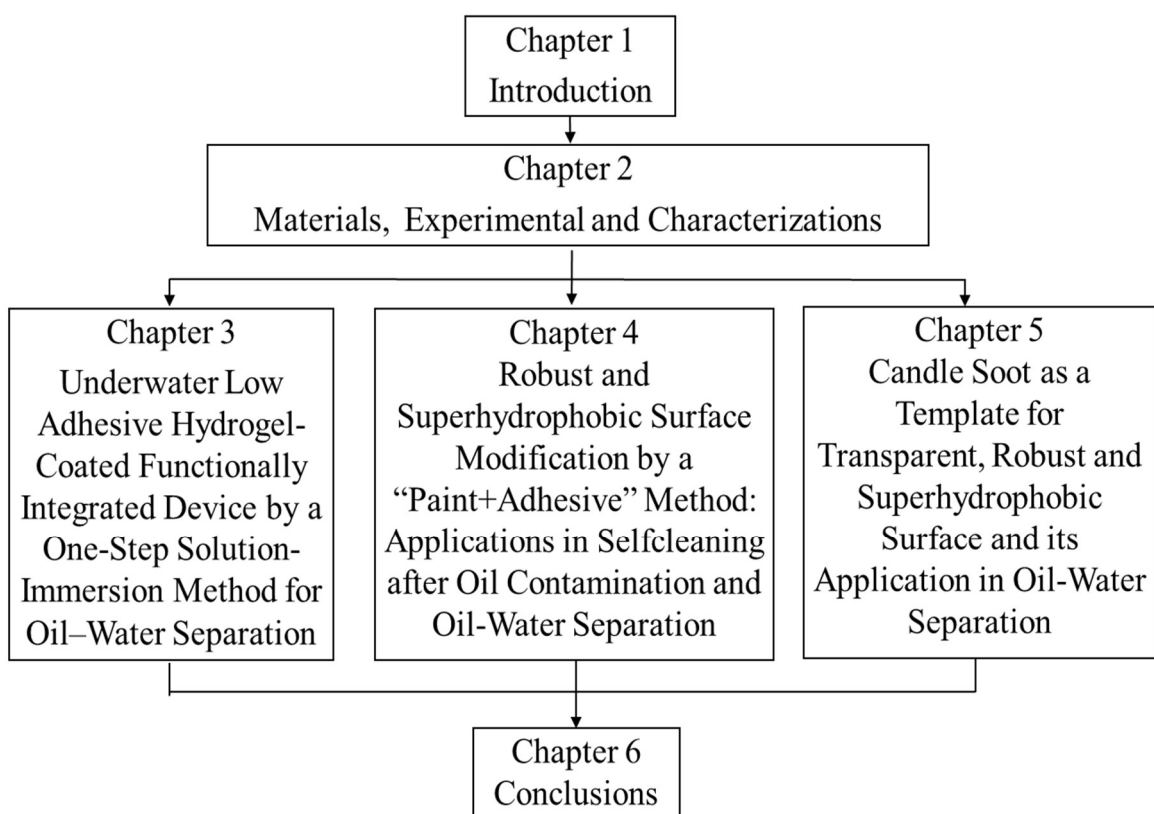 Chapter 1
Introduction
Chapter 2
Materials, Experimental and Characterizations
Chapter 3
Underwater Low
Adhesive Hydrogel-
Coated Functionally
Integrated Device by a
One-Step Solution-
Immersion Method for
Oil–Water Separation
Chapter 4
Robust and
Superhydrophobic Surface
Modification by a
“Paint+Adhesive” Method:
Applications in Selfcleaning
after Oil Contamination and
Oil-Water Separation
Chapter 5
Candle Soot as a
Template for
Transparent, Robust and
Superhydrophobic
Surface and its
Application in Oil-Water
Separation
Chapter 6
Conclusions